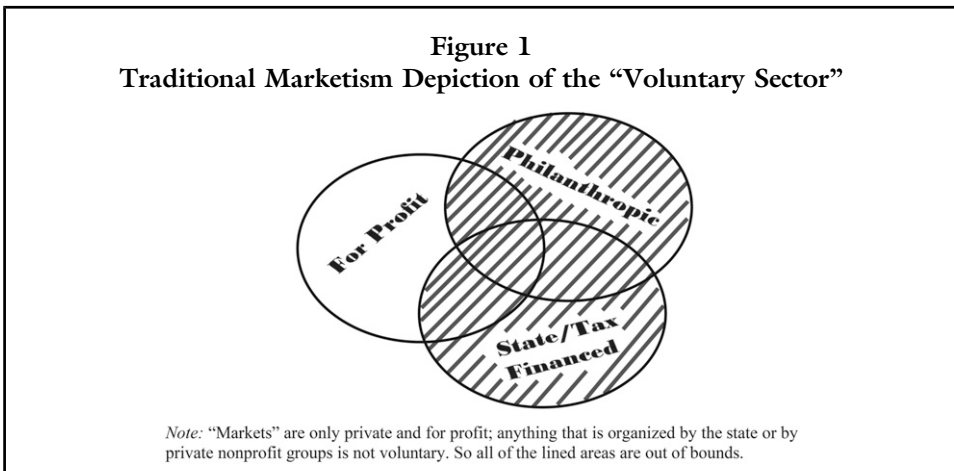 Figure 1
Traditional Marketism Depiction of the “Voluntary Sector”
Philanthropic
For Profit
State/Tax
Financed
Note: “Markets” are only private and for profit; anything that is organized by the state or by
private nonprofit groups is not voluntary. So all of the lined areas are out of bounds.